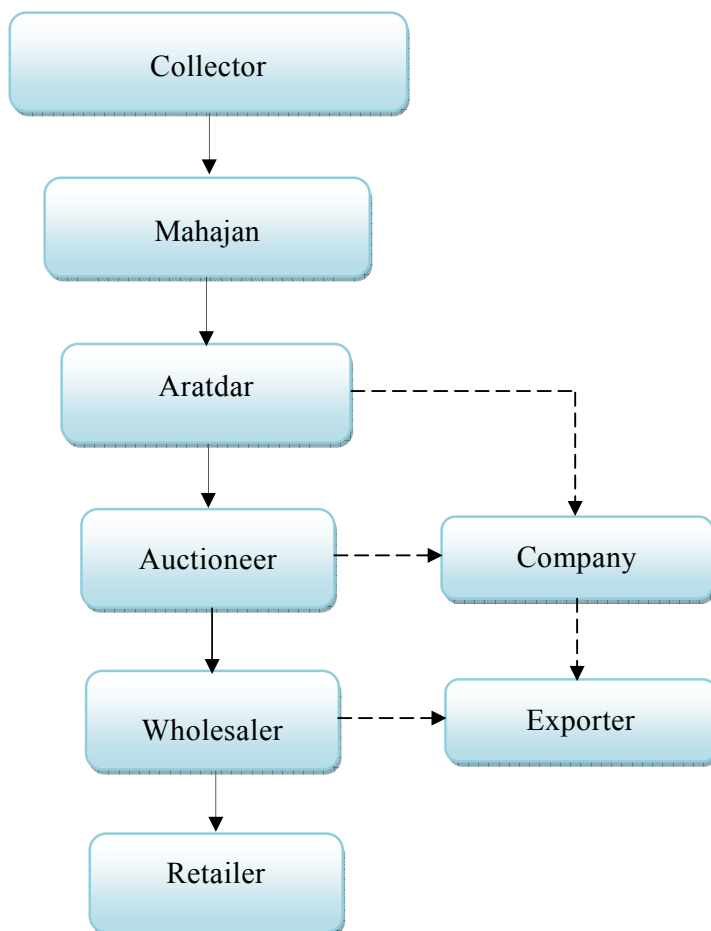 Collector
Mahajan
Aratdar
Auctioneer
Company
Wholesaler
Exporter
Retailer